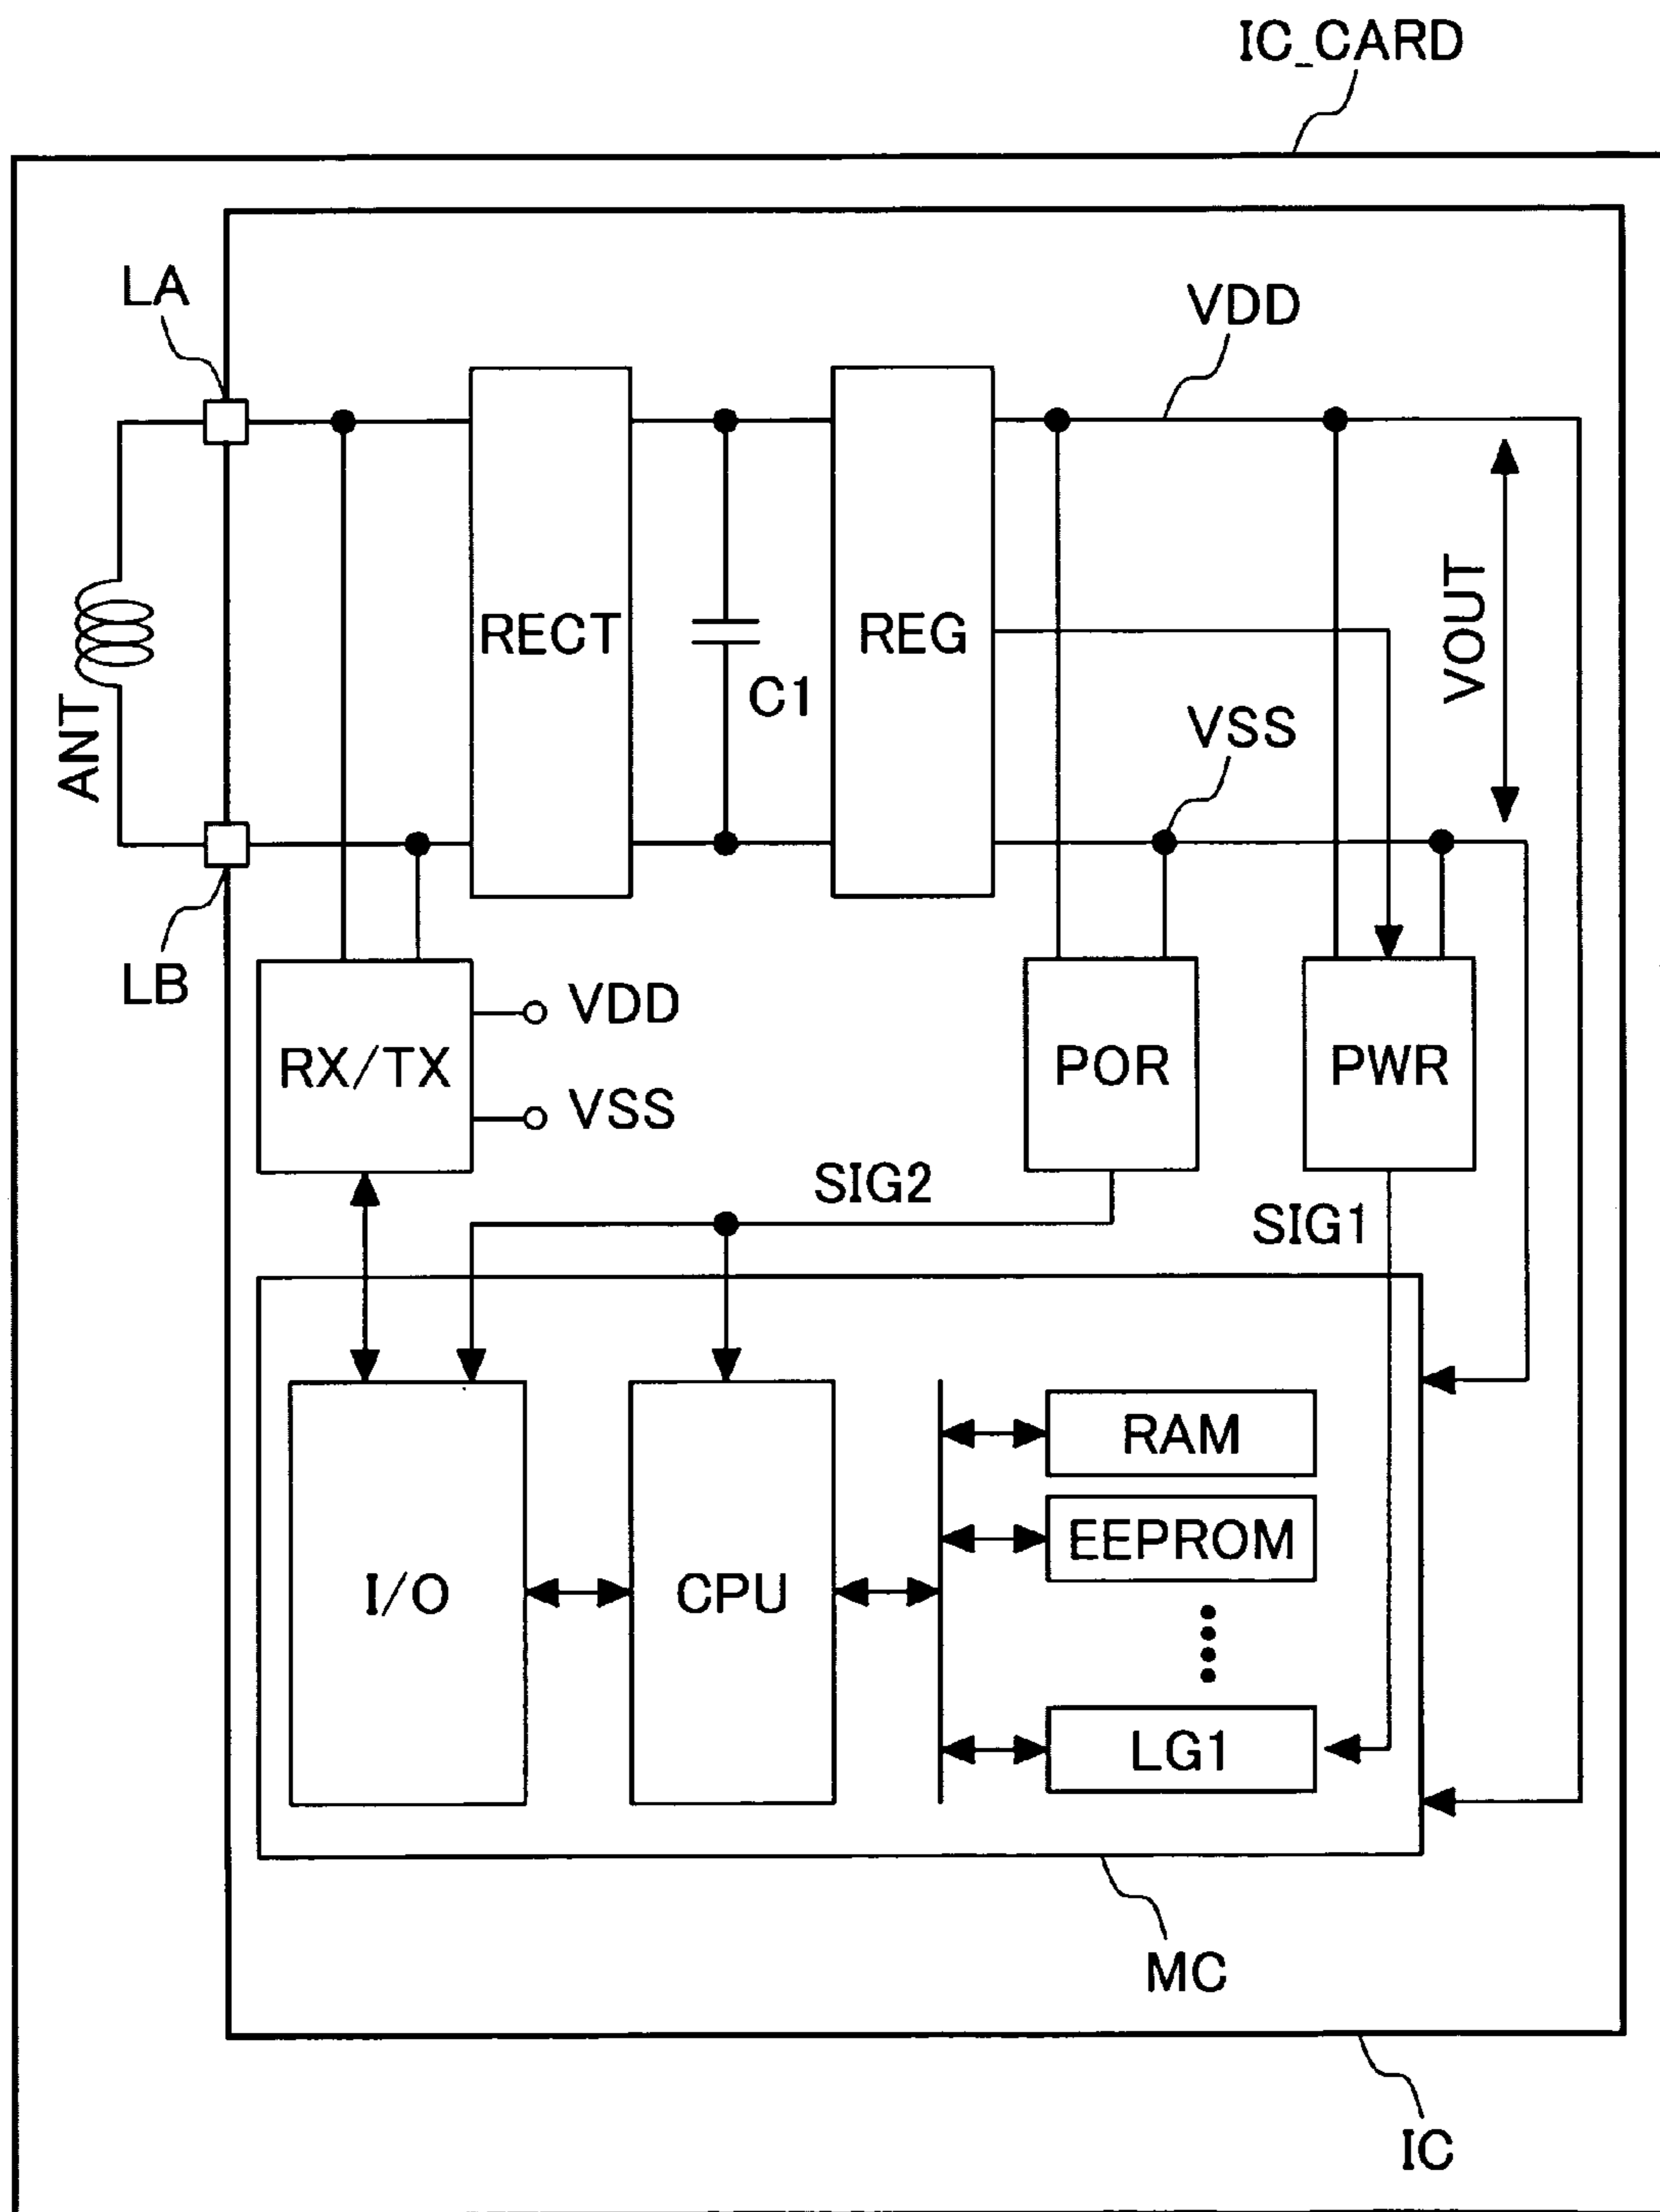 IC_CARD
LA
VDD
RECT
REG
VOUT
C1
ANT
VSS
LB
VDD
RX/TX
VSS
POR
PWR
SIG2
SIG1
RAM
EEPROM
I/O
CPU
LG1
MC
IC